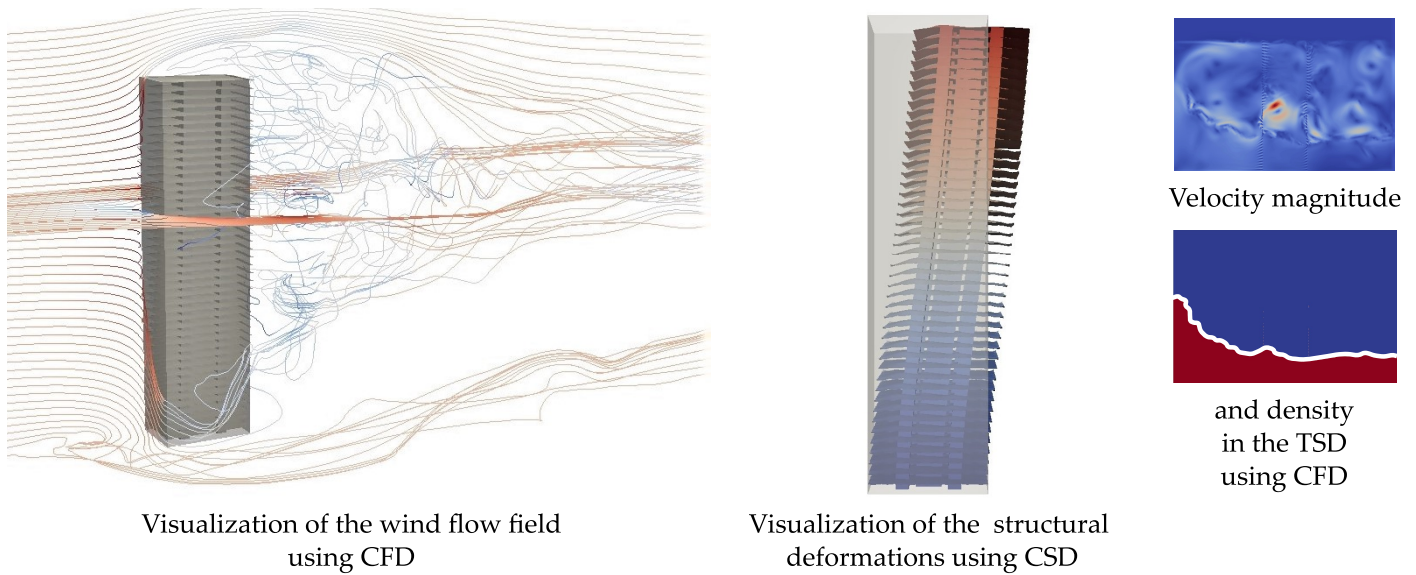 Visualization of the wind flow field
using CFD
Visualization of the structural
deformations using CSD
Velocity magnitude
and density
in the TSD
using CFD